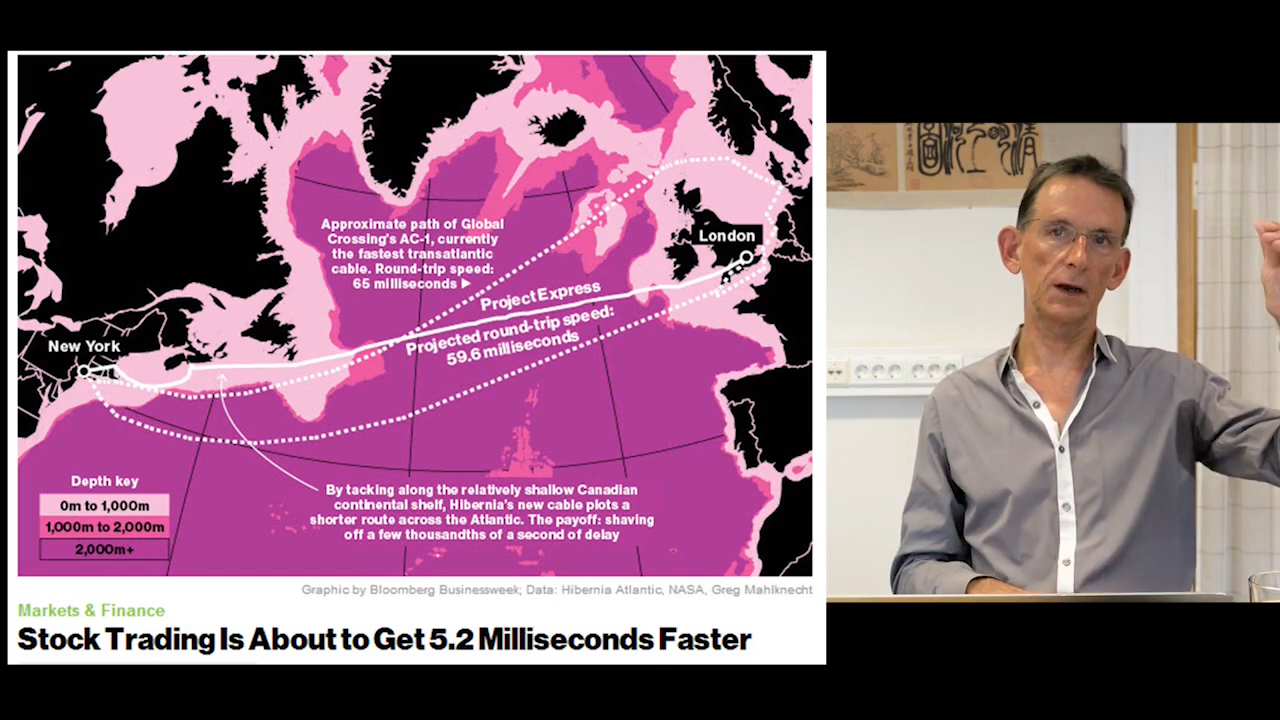 Approximate path of Global
Crossing's AC-1, currently
the fastest transatlantic
cable. Round-trip speed:
65 milliseconds ▶
London
Project Express
Projected round-trip speed:
59.6 milliseconds
New York
Depth key
0m to 1,000m
1,000m to 2,000m
2,000m+
By tacking along the relatively shallow Canadian
continental shelf, Hibernia's new cable plots a
shorter route across the Atlantic. The payoff: shaving
off a few thousandths of a second of delay
Graphic by Bloomberg Businessweek; Data: Hibernia Atlantic, NASA, Greg Mahlknecht
Markets & Finance
Stock Trading Is About to Get 5.2 Milliseconds Faster